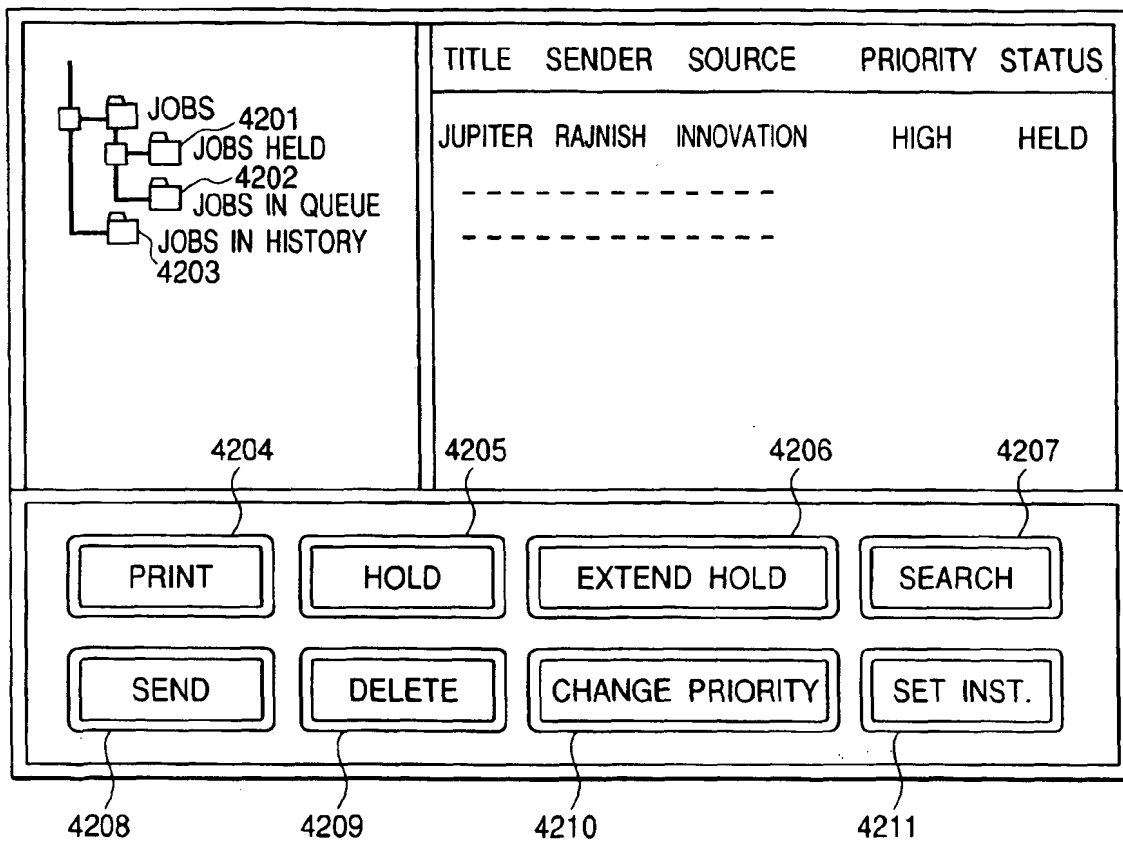 TITLE SENDER SOURCE PRIORITY STATUS
JOBS
4201
JOBS HELD
4202
JOBS IN QUEUE
JOBS IN HISTORY
4203
JUPITER RAJNISH INNOVATION HIGH HELD
4204 4205 4206 4207
PRINT HOLD EXTEND HOLD SEARCH
SEND DELETE CHANGE PRIORITY SET INST.
4208 4209 4210 4211